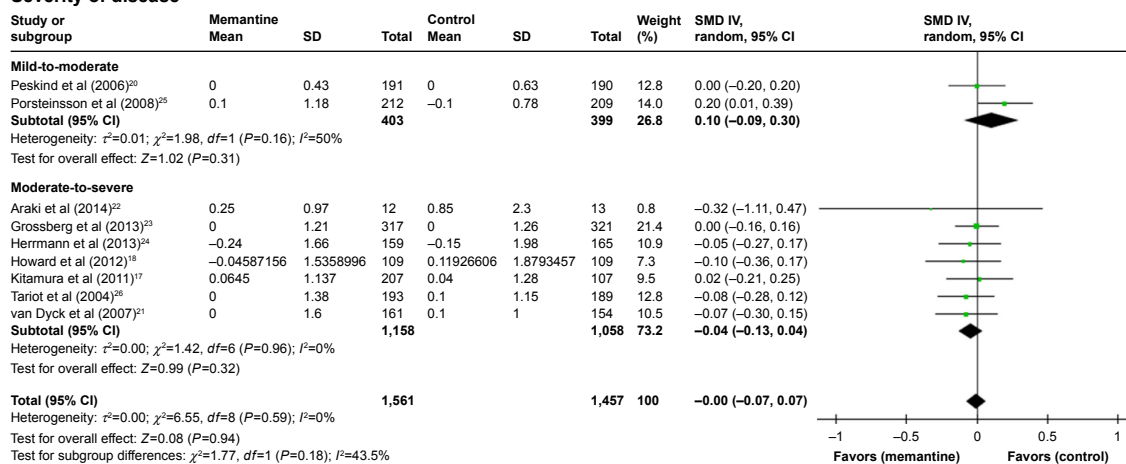 Severity of disease
Study or subgroup Memantine Mean SD Total Control Mean SD Total Weight (%) SMD IV, random, 95% CI SMD IV, random, 95% CI
Mild-to-moderate
Peskind et al (2006)²⁰ 0 0.43 191 0 0.63 190 12.8 0.00 (−0.20, 0.20)
Porsteinsson et al (2008)²⁵ 0.1 1.18 212 −0.1 0.78 209 14.0 0.20 (0.01, 0.39)
Subtotal (95% CI) 403 399 26.8 0.10 (−0.09, 0.30)
Heterogeneity: τ²=0.01; χ²=1.98, df=1 (P=0.16); I²=50%
Test for overall effect: Z=1.02 (P=0.31)
Moderate-to-severe
Araki et al (2014)²² 0.25 0.97 12 0.85 2.3 13 0.8 −0.32 (−1.11, 0.47)
Grossberg et al (2013)²³ 0 1.21 317 0 1.26 321 21.4 0.00 (−0.16, 0.16)
Herrmann et al (2013)²⁴ −0.24 1.66 159 −0.15 1.98 165 10.9 −0.05 (−0.27, 0.17)
Howard et al (2012)¹⁸ −0.04587156 1.5358996 109 0.11926606 1.8793457 109 7.3 −0.10 (−0.36, 0.17)
Kitamura et al (2011)¹⁷ 0.0645 1.137 207 0.04 1.28 107 9.5 0.02 (−0.21, 0.25)
Tariot et al (2004)²⁶ 0 1.38 193 0.1 1.15 189 12.8 −0.08 (−0.28, 0.12)
van Dyck et al (2007)²¹ 0 1.6 161 0.1 1 154 10.5 −0.07 (−0.30, 0.15)
Subtotal (95% CI) 1,158 1,058 73.2 −0.04 (−0.13, 0.04)
Heterogeneity: τ²=0.00; χ²=1.42, df=6 (P=0.96); I²=0%
Test for overall effect: Z=0.99 (P=0.32)
Total (95% CI) 1,561 1,457 100 −0.00 (−0.07, 0.07)
Heterogeneity: τ²=0.00; χ²=6.55, df=8 (P=0.59); I²=0%
Test for overall effect: Z=0.08 (P=0.94)
Test for subgroup differences: χ²=1.77, df=1 (P=0.18); I²=43.5%
−1 −0.5 0 0.5 1
Favors (memantine) Favors (control)